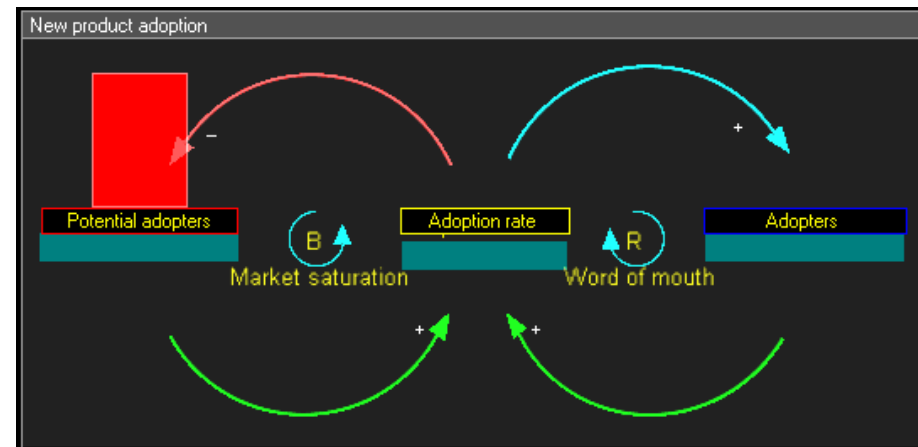 New product adoption
−
+
Potential adopters
Adoption rate
Adopters
B
R
Market saturation
Word of mouth
+
+